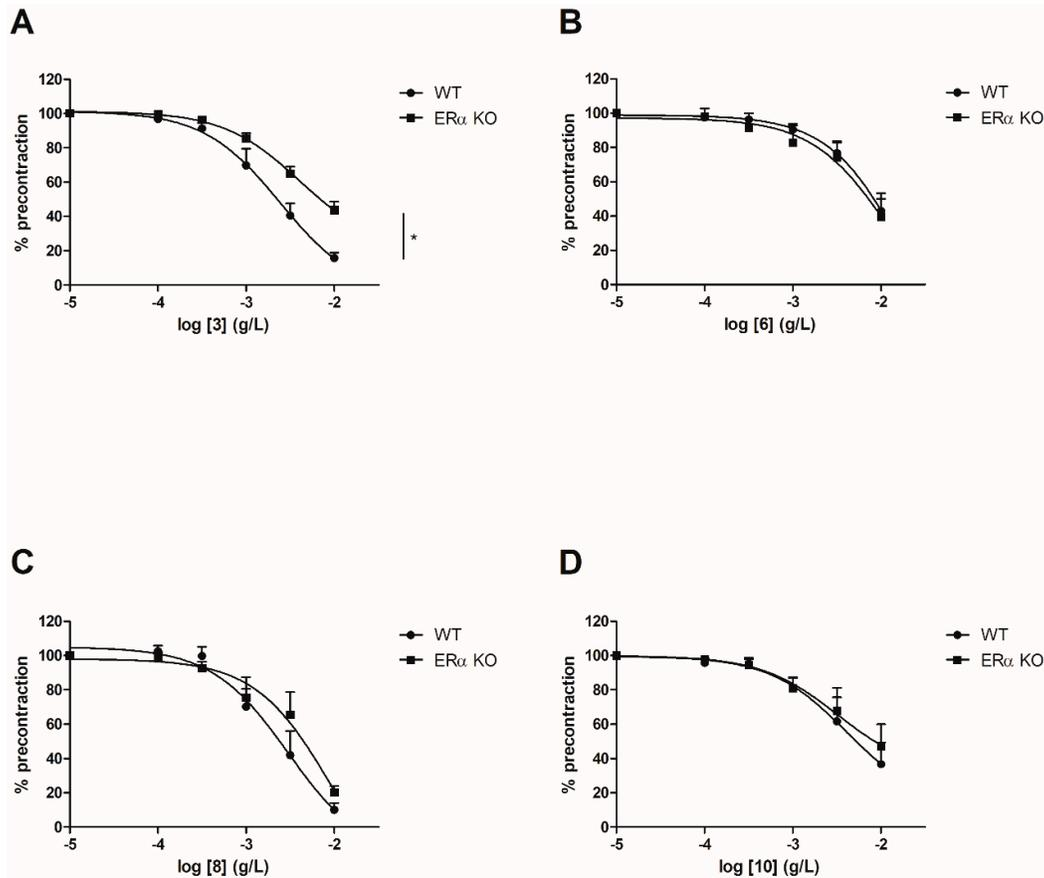 A
120
100
80
60
40
20
0
% precontraction
-5 -4 -3 -2
log [3] (g/L)
WT
ERα KO
*
B
120
100
80
60
40
20
0
% precontraction
-5 -4 -3 -2
log [6] (g/L)
WT
ERα KO
C
120
100
80
60
40
20
0
% precontraction
-5 -4 -3 -2
log [8] (g/L)
WT
ERα KO
D
120
100
80
60
40
20
0
% precontraction
-5 -4 -3 -2
log [10] (g/L)
WT
ERα KO